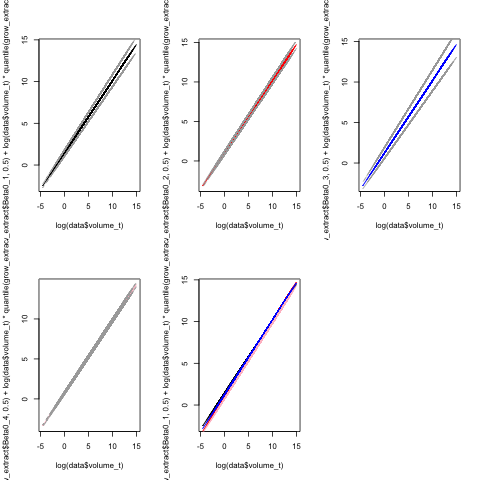 _extract$Beta0_1, 0.5) + log(data$volume_t) * quantile(grow_extrac
15
10
5
0
-5 0 5 10 15
log(data$volume_t)
_extract$Beta0_2, 0.5) + log(data$volume_t) * quantile(grow_extrac
15
10
5
0
-5 0 5 10 15
log(data$volume_t)
_extract$Beta0_3, 0.5) + log(data$volume_t) * quantile(grow_extrac
15
10
5
0
-5 0 5 10 15
log(data$volume_t)
_extract$Beta0_4, 0.5) + log(data$volume_t) * quantile(grow_extrac
10
5
0
-5 0 5 10 15
log(data$volume_t)
_extract$Beta0_1, 0.5) + log(data$volume_t) * quantile(grow_extrac
15
10
5
0
-5 0 5 10 15
log(data$volume_t)